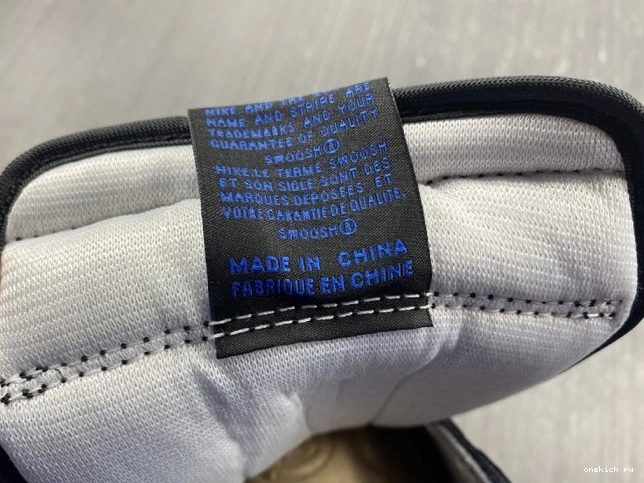 NIKE AND THE
NAME AND STRIPE ARE
TRADEMARKS AND YOUR
GUARANTEE OF QUALITY
SWOOSH®
NIKE.LE TERME SWOOSH
ET SON SIGLE SONT LES
MARQUES DEPOSEES ET
VOTRE GARANTIE DE QUALITE.
SWOOSH®
MADE IN CHINA
FABRIQUE EN CHINE
onekick ru